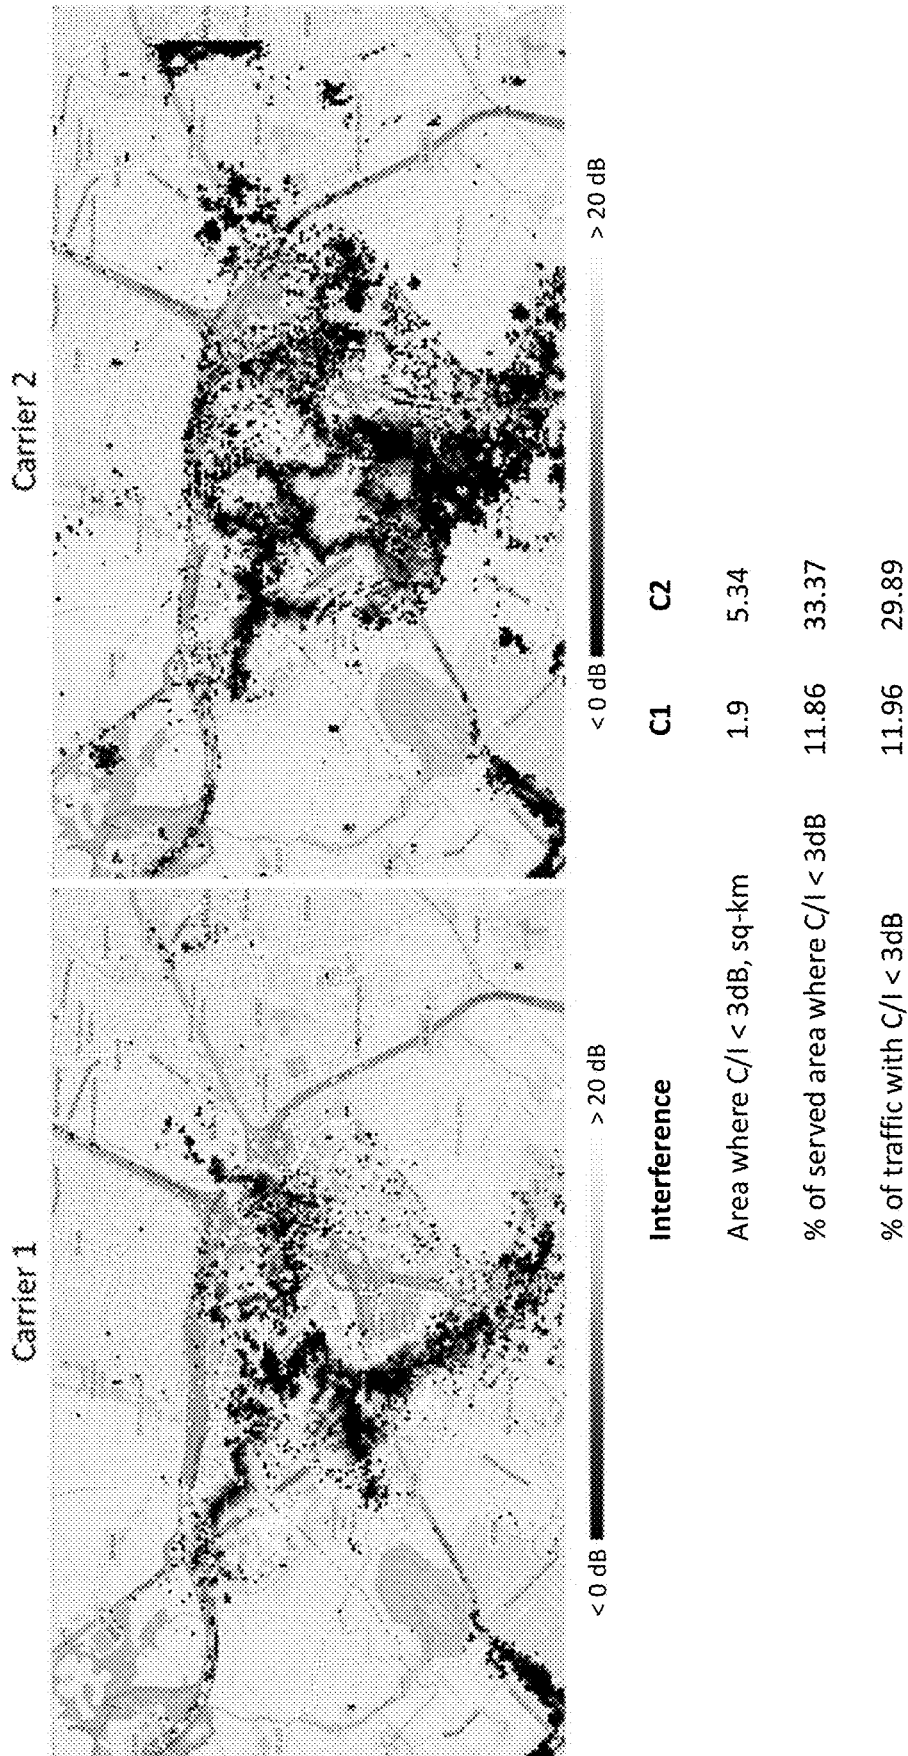 Carrier 1
Carrier 2
< 0 dB > 20 dB
< 0 dB > 20 dB
Interference C1 C2
Area where C/I < 3dB, sq-km 1.9 5.34
% of served area where C/I < 3dB 11.86 33.37
% of traffic with C/I < 3dB 11.96 29.89